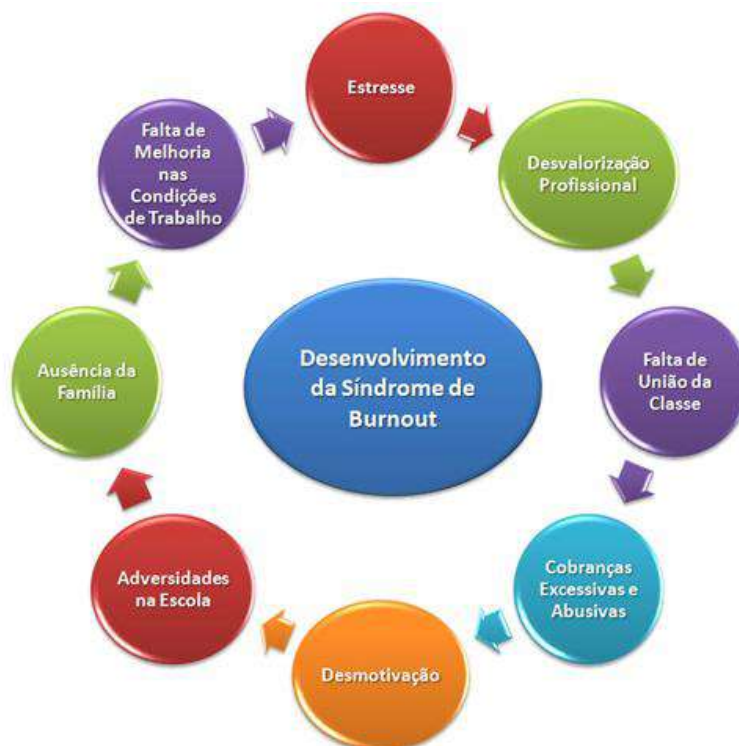 Estresse
Desvalorização
Profissional
Falta de
União da
Classe
Cobranças
Excessivas e
Abusivas
Desmotivação
Adversidades
na Escola
Ausência da
Família
Falta de
Melhoria
nas
Condições
de Trabalho
Desenvolvimento
da Síndrome de
Burnout